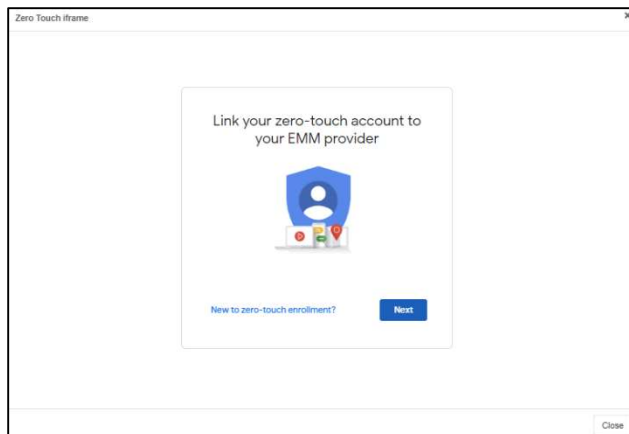 Zero Touch iframe
x
Link your zero-touch account to
your EMM provider
New to zero-touch enrollment?
Next
Close